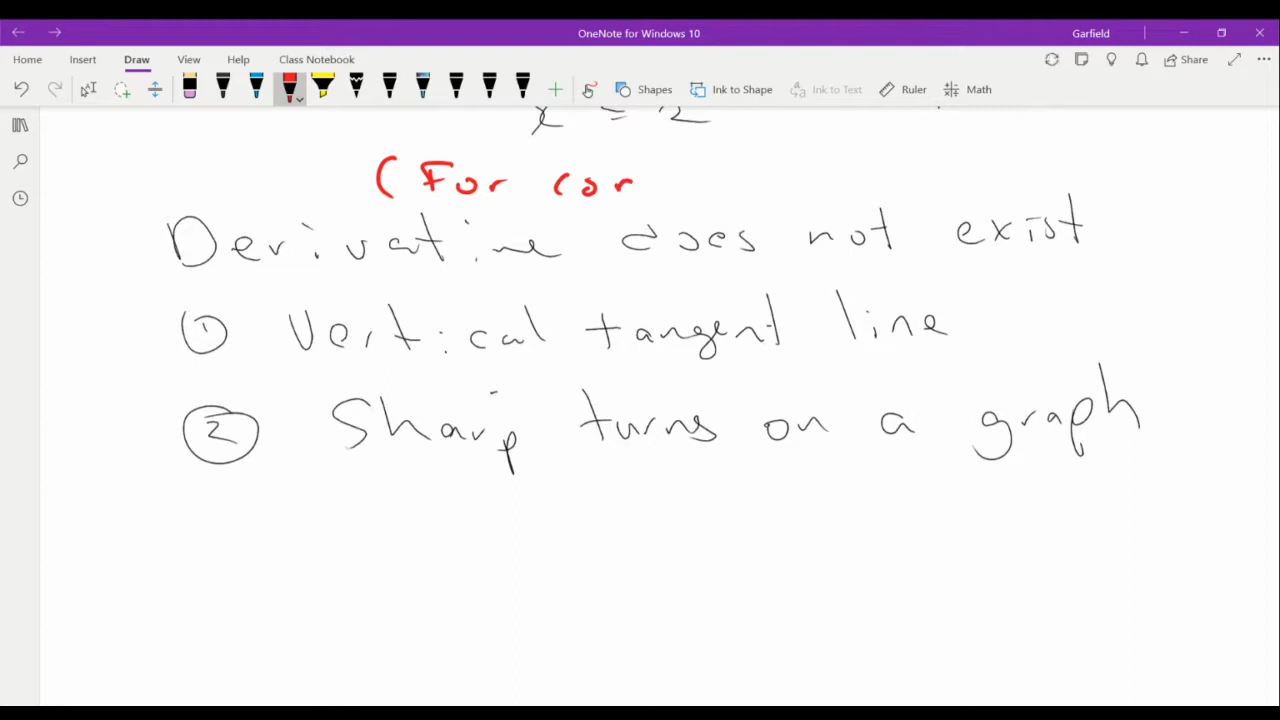 OneNote for Windows 10 Garfield
Home Insert Draw View Help Class Notebook Share
Shapes Ink to Shape Ink to Text Ruler Math
x = 2
(For cor
Derivative does not exist
1 Vertical tangent line
2 Sharp turns on a graph